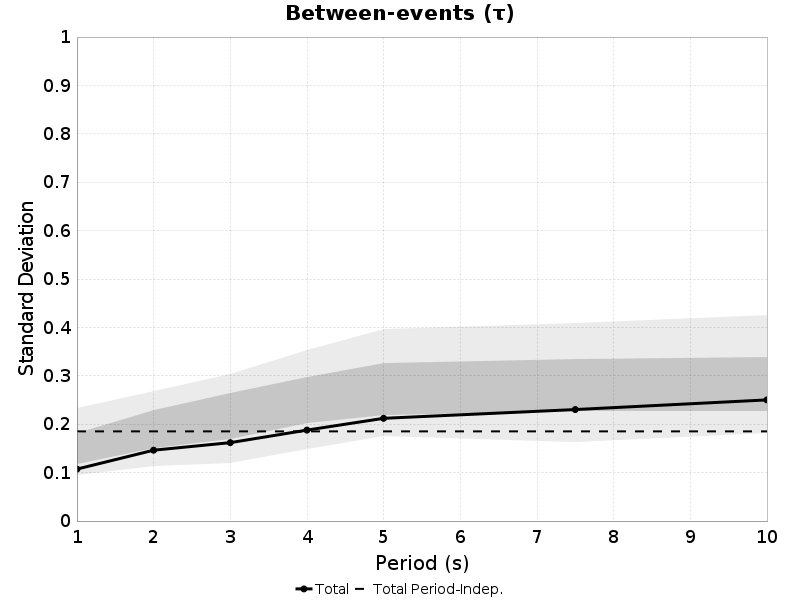 Between-events (τ)
1
0.9
0.8
0.7
0.6
0.5
0.4
0.3
0.2
0.1
0
Standard Deviation
1 2 3 4 5 6 7 8 9 10
Period (s)
Total Total Period-Indep.